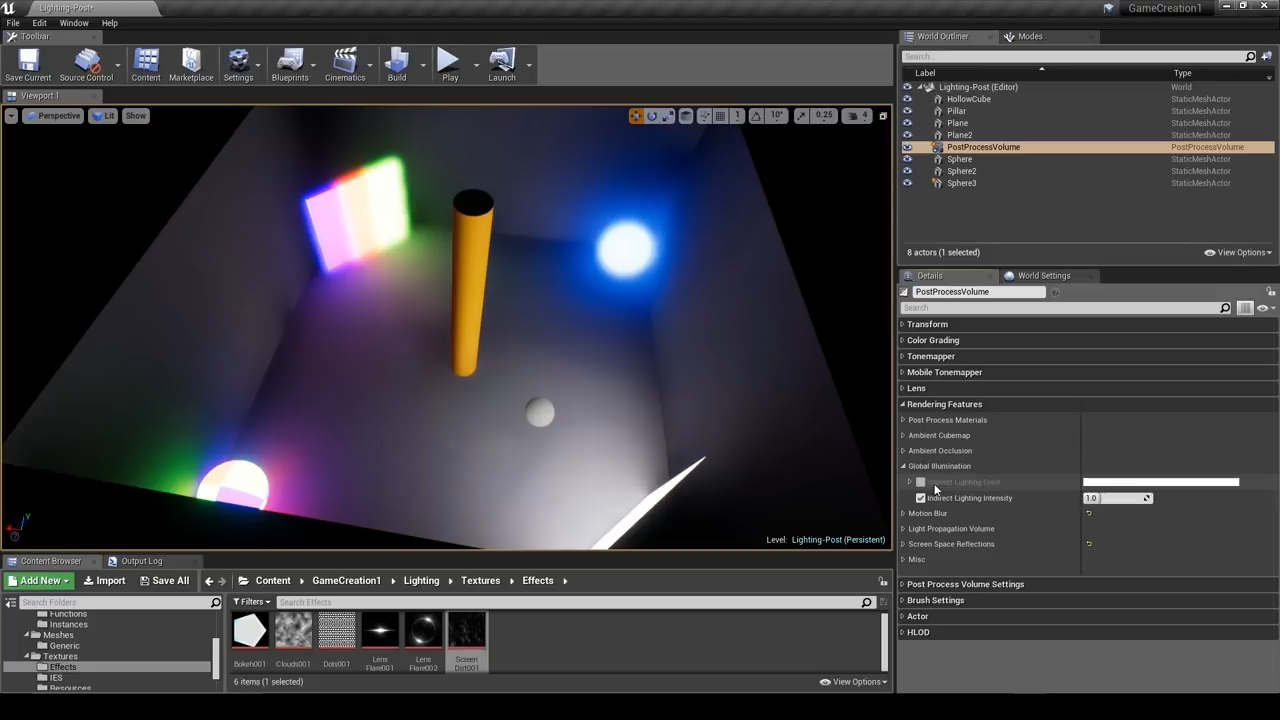 Lighting-Post*
GameCreation1
File Edit Window Help
Toolbar
Save Current Source Control Content Marketplace Settings Blueprints Cinematics Build Play Launch
Viewport 1
Perspective Lit Show
1 10° 0.25 4
Level: Lighting-Post (Persistent)
World Outliner Modes
Search...
Label Type
Lighting-Post (Editor) World
HollowCube StaticMeshActor
Pillar StaticMeshActor
Plane StaticMeshActor
Plane2 StaticMeshActor
PostProcessVolume PostProcessVolume
Sphere StaticMeshActor
Sphere2 StaticMeshActor
Sphere3 StaticMeshActor
8 actors (1 selected) View Options
Details World Settings
PostProcessVolume
Search
Transform
Color Grading
Tonemapper
Mobile Tonemapper
Lens
Rendering Features
Post Process Materials
Ambient Cubemap
Ambient Occlusion
Global Illumination
Indirect Lighting Color
Indirect Lighting Intensity 1.0
Motion Blur
Light Propagation Volume
Screen Space Reflections
Misc
Post Process Volume Settings
Brush Settings
Actor
HLOD
Content Browser Output Log
Add New Import Save All Content GameCreation1 Lighting Textures Effects
Search Folders
Functions
Instances
Meshes
Generic
Textures
Effects
IES
Resources
Filters Search Effects
Bokeh001 Clouds001 Dots001 Lens Flare001 Lens Flare002 Screen Dirt001
6 items (1 selected) View Options